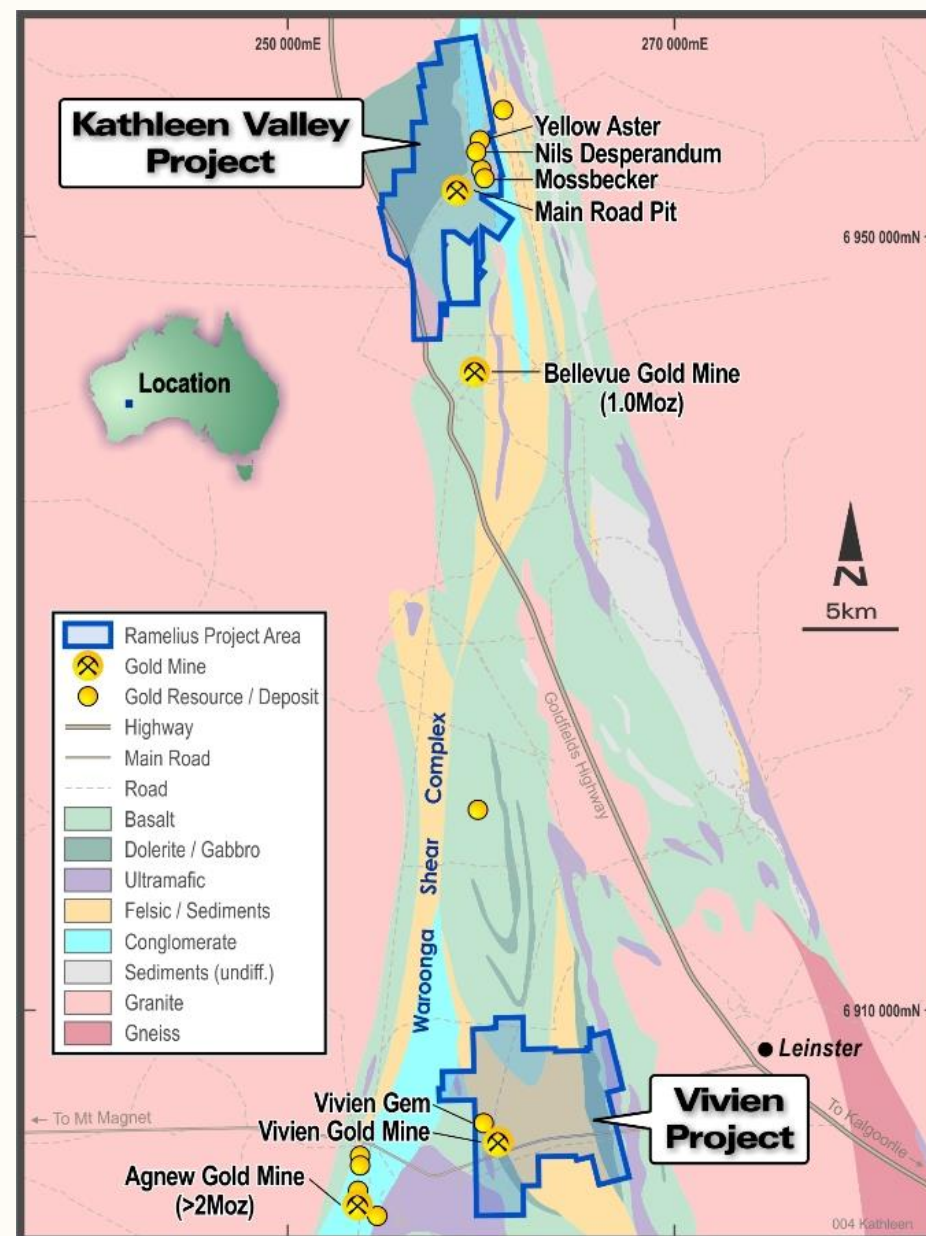 250 000mE
270 000mE
Kathleen Valley
Project
Yellow Aster
Nils Desperandum
Mossbecker
Main Road Pit
6 950 000mN
Location
Bellevue Gold Mine
(1.0Moz)
N
5km
Ramelius Project Area
Gold Mine
Gold Resource / Deposit
Highway
Main Road
Road
Basalt
Dolerite / Gabbro
Ultramafic
Felsic / Sediments
Conglomerate
Sediments (undiff.)
Granite
Gneiss
Goldfields Highway
Waroonga Shear Complex
6 910 000mN
Leinster
Vivien
Project
Vivien Gem
Vivien Gold Mine
← To Mt Magnet
To Kalgoorlie →
Agnew Gold Mine
(>2Moz)
004 Kathleen